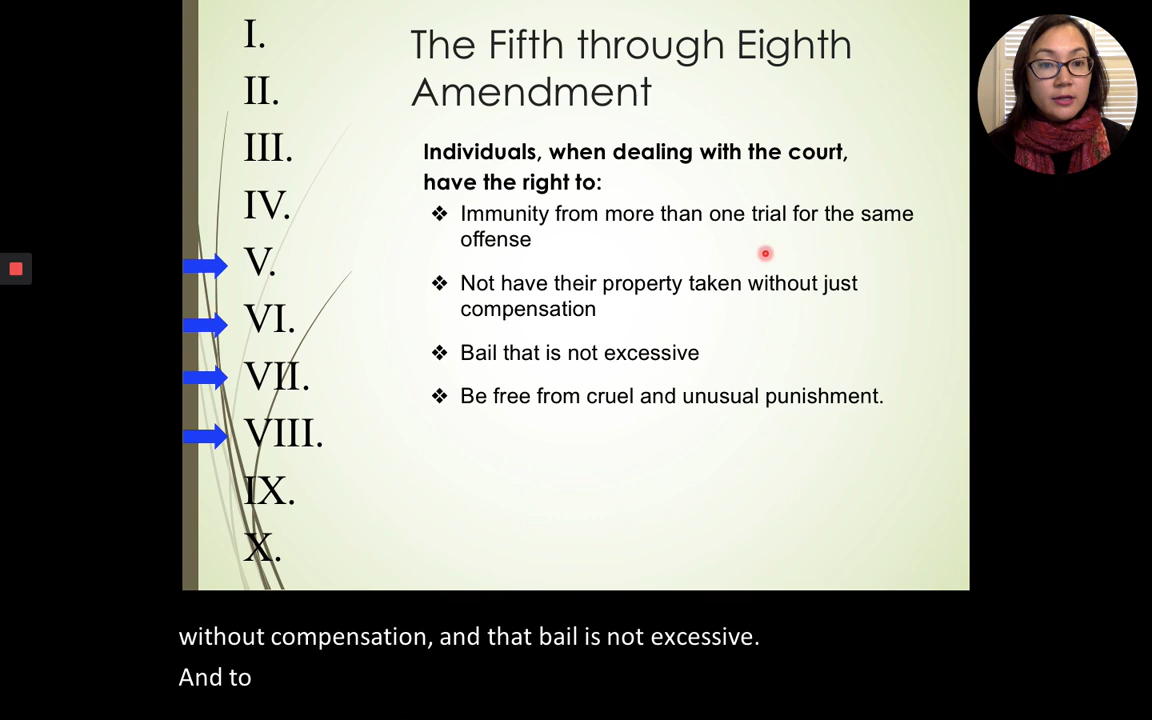 I.
II.
III.
IV.
V.
VI.
VII.
VIII.
IX.
X.
The Fifth through Eighth
Amendment
Individuals, when dealing with the court,
have the right to:
❖ Immunity from more than one trial for the same
offense
❖ Not have their property taken without just
compensation
❖ Bail that is not excessive
❖ Be free from cruel and unusual punishment.
without compensation, and that bail is not excessive.
And to